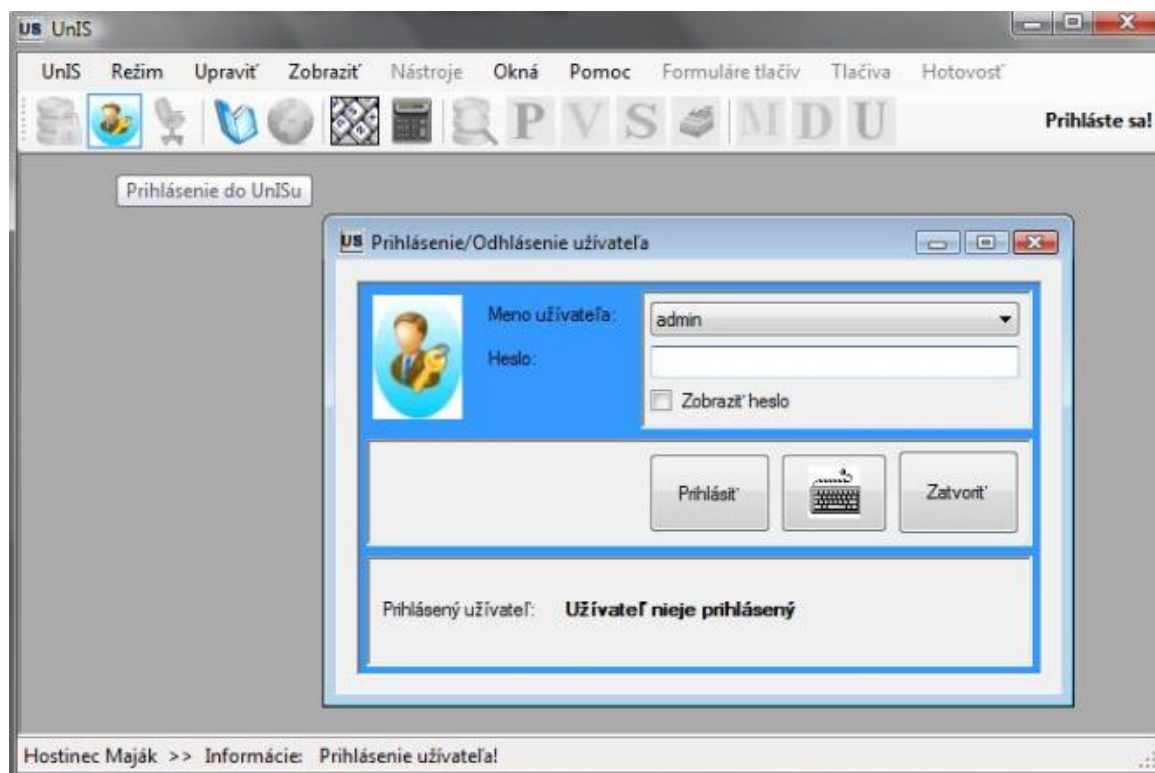 US UnIS
UnIS Režim Upraviť Zobraziť Nástroje Okná Pomoc Formuláre tlačív Tlačiva Hotovosť
P V S M D U Prihláste sa!
Prihlásenie do UnISu
US Prihlásenie/Odhlásenie užívateľa
Meno užívateľa: admin
Heslo:
Zobraziť heslo
Prihlásiť Zatvoriť
Prihlásený užívateľ: Užívateľ nieje prihlásený
Hostinec Maják >> Informácie: Prihlásenie užívateľa!